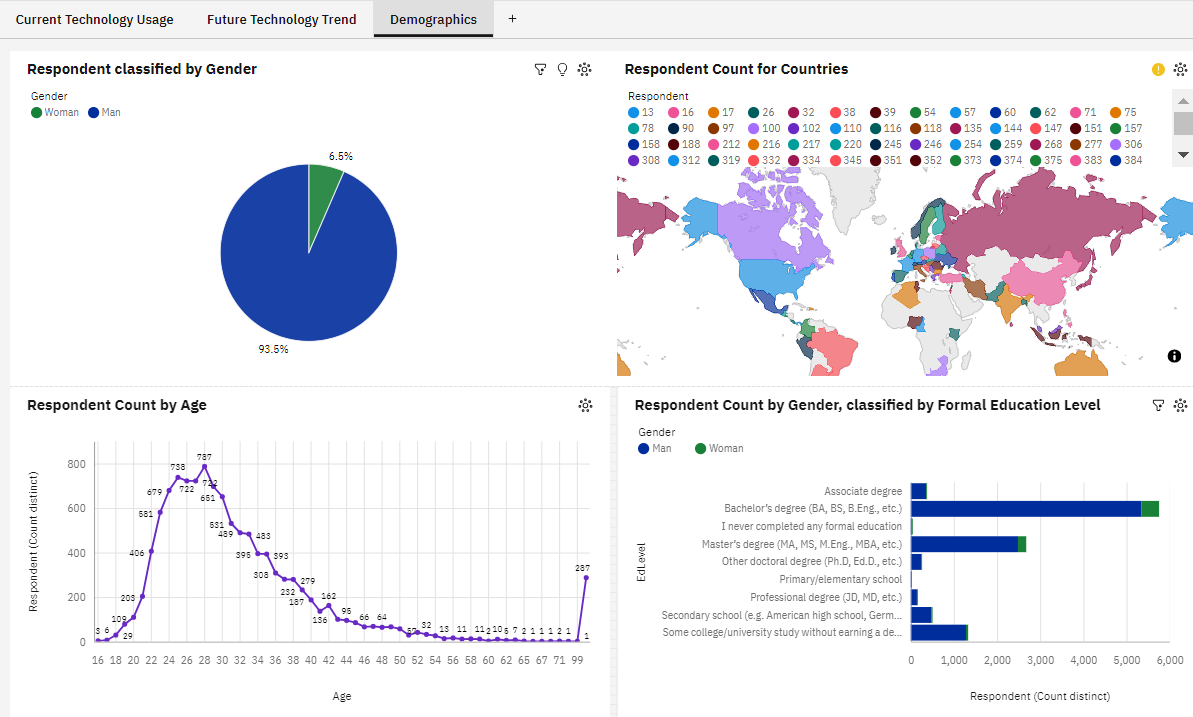 Current Technology Usage Future Technology Trend Demographics +
Respondent classified by Gender
Gender
Woman Man
6.5%
93.5%
Respondent Count for Countries
Respondent
13 16 17 26 32 38 39 54 57 60 62 71 75
78 90 97 100 102 110 116 118 135 144 147 151 157
158 188 212 216 217 220 245 246 254 259 268 277 306
308 312 319 332 334 345 351 352 373 374 375 383 384
Respondent Count by Age
Respondent (Count distinct)
800
600
400
200
0
3 6 109 29 203 406 581 679 738 722 787 651 531 489 483 395 393 308 232 279 187 136 162 95 66 64 32 13 11 11 2 10 5 7 2 1 1 1 2 1 287 1
16 18 20 22 24 26 28 30 32 34 36 38 40 42 44 46 48 50 52 54 56 58 60 62 65 67 71 99
Age
Respondent Count by Gender, classified by Formal Education Level
Gender
Man Woman
EdLevel
Associate degree
Bachelor's degree (BA, BS, B.Eng., etc.)
I never completed any formal education
Master's degree (MA, MS, M.Eng., MBA, etc.)
Other doctoral degree (Ph.D, Ed.D., etc.)
Primary/elementary school
Professional degree (JD, MD, etc.)
Secondary school (e.g. American high school, Germ...
Some college/university study without earning a de...
0 1,000 2,000 3,000 4,000 5,000 6,000
Respondent (Count distinct)